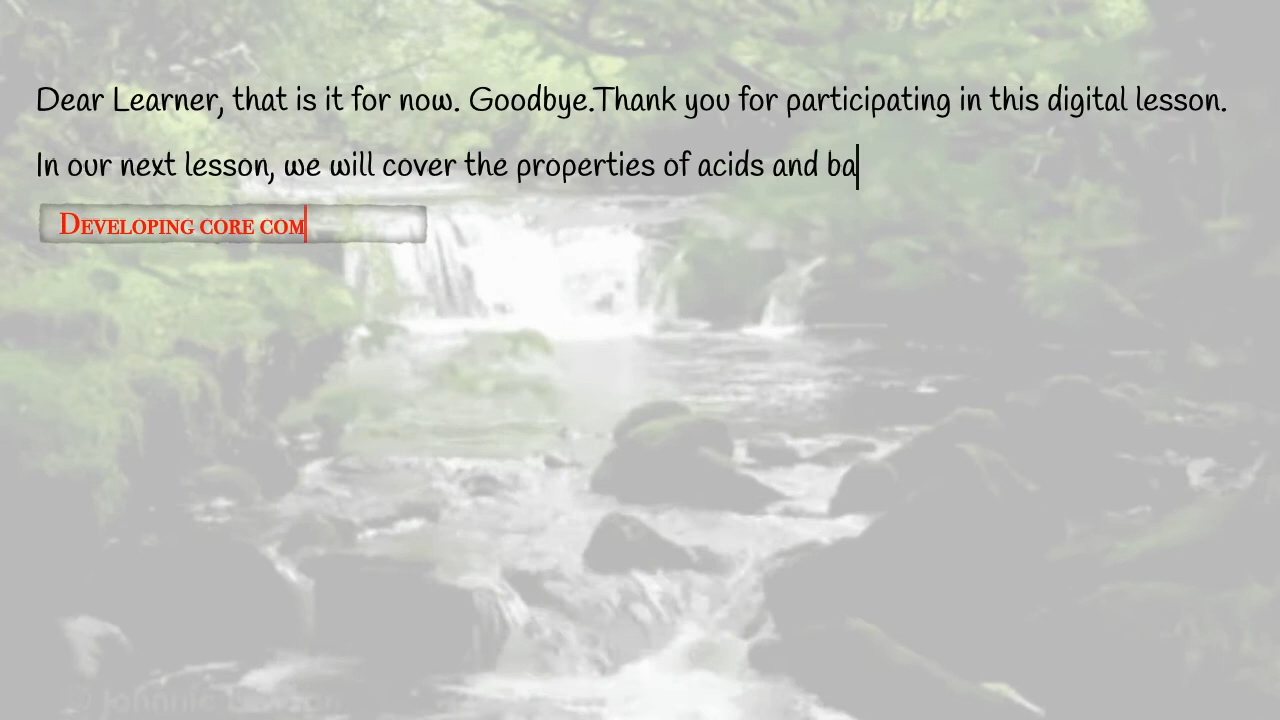 Dear Learner, that is it for now. Goodbye.Thank you for participating in this digital lesson.
In our next lesson, we will cover the properties of acids and ba
Developing core com